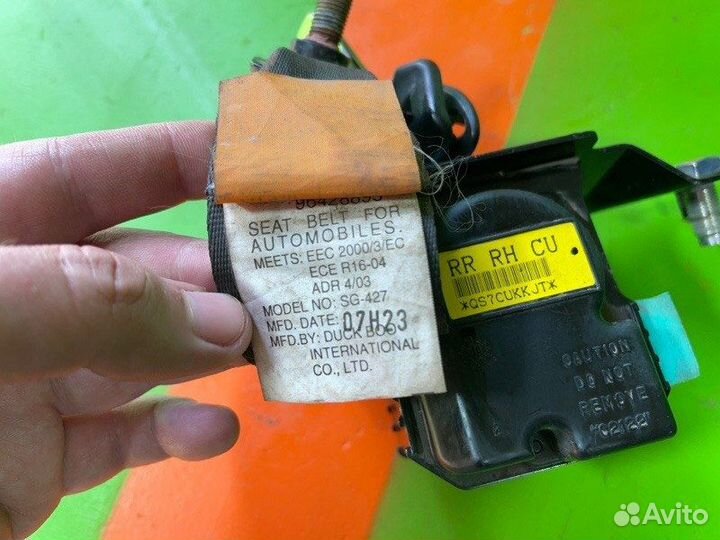 SEAT BELT FOR
AUTOMOBILES.
MEETS: EEC 2000/3/EC
ECE R16-04
ADR 4/03
MODEL NO: SG-427
MFD. DATE: 07H23
MFD.BY: DUCK BOO
INTERNATIONAL
CO., LTD.
RR RH CU
*QS7CUKKJT*
CAUTION
DO NOT
REMOVE
Avito